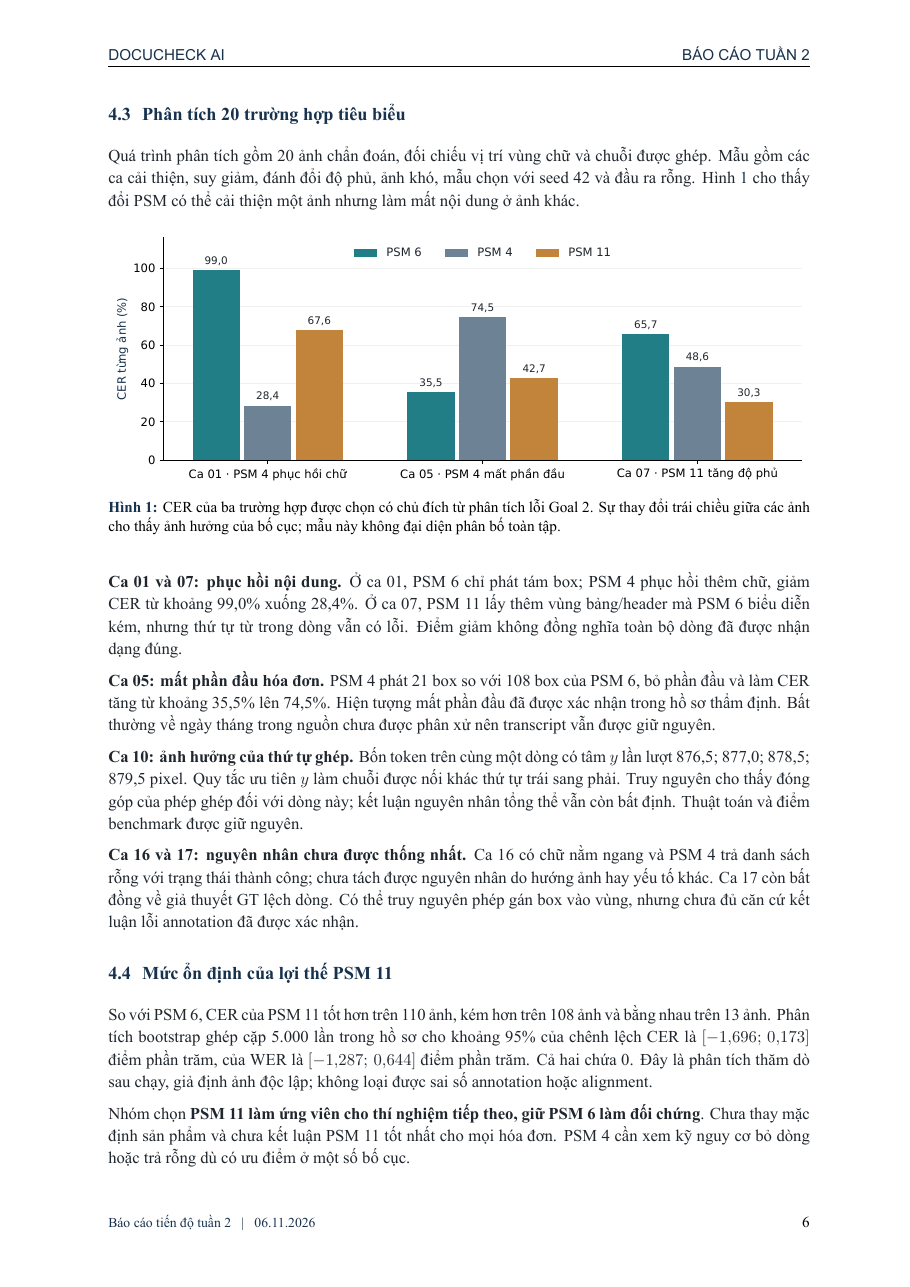 DOCUCHECK AI
BÁO CÁO TUẦN 2
4.3 Phân tích 20 trường hợp tiêu biểu
Quá trình phân tích gồm 20 ảnh chẩn đoán, đối chiếu vị trí vùng chữ và chuỗi được ghép. Mẫu gồm các
ca cải thiện, suy giảm, đánh đổi độ phủ, ảnh khó, mẫu chọn với seed 42 và đầu ra rỗng. Hình 1 cho thấy
đổi PSM có thể cải thiện một ảnh nhưng làm mất nội dung ở ảnh khác.
PSM 6 PSM 4 PSM 11
CER từng ảnh (%)
100
80
60
40
20
0
99,0
28,4
67,6
35,5
74,5
42,7
65,7
48,6
30,3
Ca 01 · PSM 4 phục hồi chữ
Ca 05 · PSM 4 mất phần đầu
Ca 07 · PSM 11 tăng độ phủ
Hình 1: CER của ba trường hợp được chọn có chủ đích từ phân tích lỗi Goal 2. Sự thay đổi trái chiều giữa các ảnh
cho thấy ảnh hưởng của bố cục; mẫu này không đại diện phân bố toàn tập.
Ca 01 và 07: phục hồi nội dung. Ở ca 01, PSM 6 chỉ phát tám box; PSM 4 phục hồi thêm chữ, giảm
CER từ khoảng 99,0% xuống 28,4%. Ở ca 07, PSM 11 lấy thêm vùng bảng/header mà PSM 6 biểu diễn
kém, nhưng thứ tự từ trong dòng vẫn có lỗi. Điểm giảm không đồng nghĩa toàn bộ dòng đã được nhận
dạng đúng.
Ca 05: mất phần đầu hóa đơn. PSM 4 phát 21 box so với 108 box của PSM 6, bỏ phần đầu và làm CER
tăng từ khoảng 35,5% lên 74,5%. Hiện tượng mất phần đầu đã được xác nhận trong hồ sơ thẩm định. Bất
thường về ngày tháng trong nguồn chưa được phân xử nên transcript vẫn được giữ nguyên.
Ca 10: ảnh hưởng của thứ tự ghép. Bốn token trên cùng một dòng có tâm y lần lượt 876,5; 877,0; 878,5;
879,5 pixel. Quy tắc ưu tiên y làm chuỗi được nối khác thứ tự trái sang phải. Truy nguyên cho thấy đóng
góp của phép ghép đối với dòng này; kết luận nguyên nhân tổng thể vẫn còn bất định. Thuật toán và điểm
benchmark được giữ nguyên.
Ca 16 và 17: nguyên nhân chưa được thống nhất. Ca 16 có chữ nằm ngang và PSM 4 trả danh sách
rỗng với trạng thái thành công; chưa tách được nguyên nhân do hướng ảnh hay yếu tố khác. Ca 17 còn bất
đồng về giả thuyết GT lệch dòng. Có thể truy nguyên phép gán box vào vùng, nhưng chưa đủ căn cứ kết
luận lỗi annotation đã được xác nhận.
4.4 Mức ổn định của lợi thế PSM 11
So với PSM 6, CER của PSM 11 tốt hơn trên 110 ảnh, kém hơn trên 108 ảnh và bằng nhau trên 13 ảnh. Phân
tích bootstrap ghép cặp 5.000 lần trong hồ sơ cho khoảng 95% của chênh lệch CER là [−1,696; 0,173]
điểm phần trăm, của WER là [−1,287; 0,644] điểm phần trăm. Cả hai chứa 0. Đây là phân tích thăm dò
sau chạy, giả định ảnh độc lập; không loại được sai số annotation hoặc alignment.
Nhóm chọn PSM 11 làm ứng viên cho thí nghiệm tiếp theo, giữ PSM 6 làm đối chứng. Chưa thay mặc
định sản phẩm và chưa kết luận PSM 11 tốt nhất cho mọi hóa đơn. PSM 4 cần xem kỹ nguy cơ bỏ dòng
hoặc trả rỗng dù có ưu điểm ở một số bố cục.
Báo cáo tiến độ tuần 2 | 06.11.2026
6